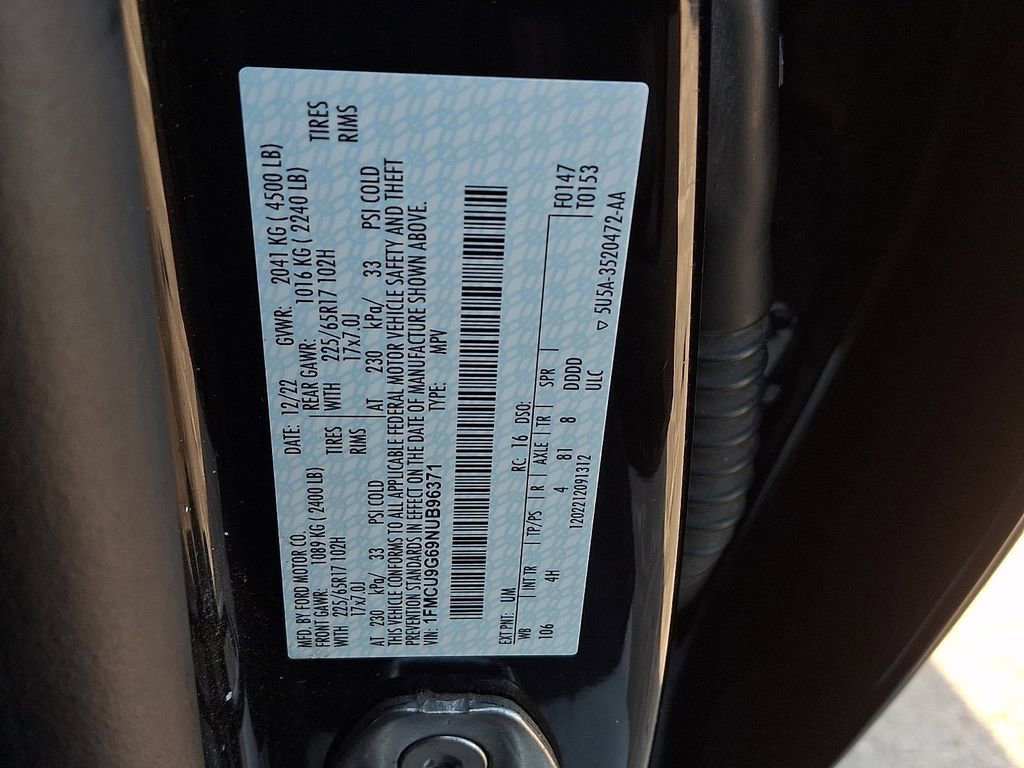 MFD. BY FORD MOTOR CO.
DATE: 12/22 GVWR: 2041 KG ( 4500 LB)
FRONT GAWR: 1089 KG ( 2400 LB) REAR GAWR: 1016 KG ( 2240 LB)
WITH 225/65R17 102H TIRES WITH 225/65R17 102H TIRES
17x7.0J RIMS 17x7.0J RIMS
AT 230 kPa/ 33 PSI COLD AT 230 kPa/ 33 PSI COLD
THIS VEHICLE CONFORMS TO ALL APPLICABLE FEDERAL MOTOR VEHICLE SAFETY AND THEFT
PREVENTION STANDARDS IN EFFECT ON THE DATE OF MANUFACTURE SHOWN ABOVE.
VIN: 1FMCU9G69NUB96371 TYPE: MPV
EXT PNT: UM RC: 16 DSO: F0147
WB INT TR TP/PS R AXLE TR SPR T0153
106 4H 4 81 8 DDDD
120221209131​2 ULC ▽ 5U5A-3520472-AA